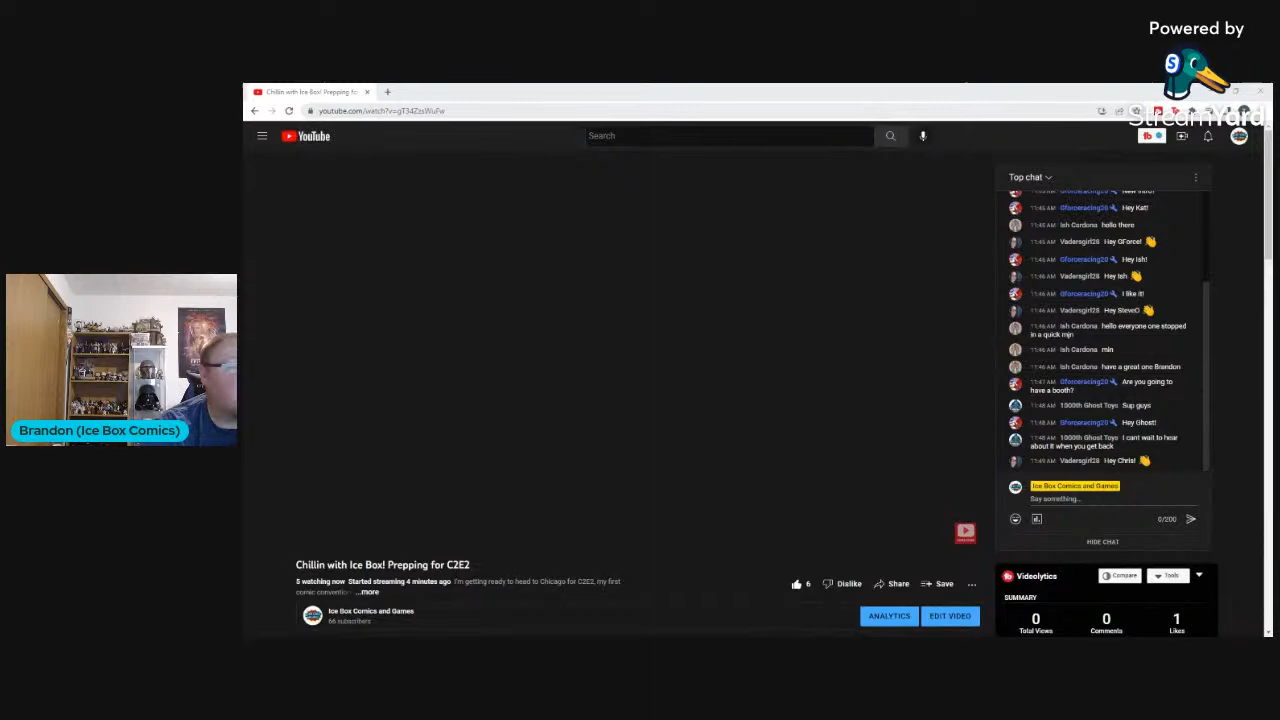 Powered by
StreamYard
Chillin with Ice Box! Prepping fo
youtube.com/watch?v=gT34ZzsWuFw
YouTube
Search
Top chat
11:45 AM Gforceracing20 New intro!
11:45 AM Gforceracing20 Hey Kat!
11:45 AM Ish Cardona hello there
11:45 AM Vadersgirl28 Hey GForce! 👋
11:46 AM Gforceracing20 Hey Ish!
11:46 AM Vadersgirl28 Hey Ish 👋
11:46 AM Gforceracing20 I like it!
11:46 AM Vadersgirl28 Hey SteveG 👋
11:46 AM Ish Cardona hello everyone one stopped
in a quick mjn
11:46 AM Ish Cardona min
11:46 AM Ish Cardona have a great one Brandon
11:47 AM Gforceracing20 Are you going to
have a booth?
11:48 AM 1000th Ghost Toys Sup guys
11:48 AM Gforceracing20 Hey Ghost!
11:48 AM 1000th Ghost Toys I cant wait to hear
about it when you get back
11:49 AM Vadersgirl28 Hey Chris! 👋
Brandon (Ice Box Comics)
Ice Box Comics and Games
Say something...
0/200
HIDE CHAT
Chillin with Ice Box! Prepping for C2E2
5 watching now Started streaming 4 minutes ago I'm getting ready to head to Chicago for C2E2, my first
comic convention ...more
6 Dislike Share Save
Ice Box Comics and Games
66 subscribers
ANALYTICS EDIT VIDEO
Videolytics Compare Tools
SUMMARY
0 0 1
Total Views Comments Likes